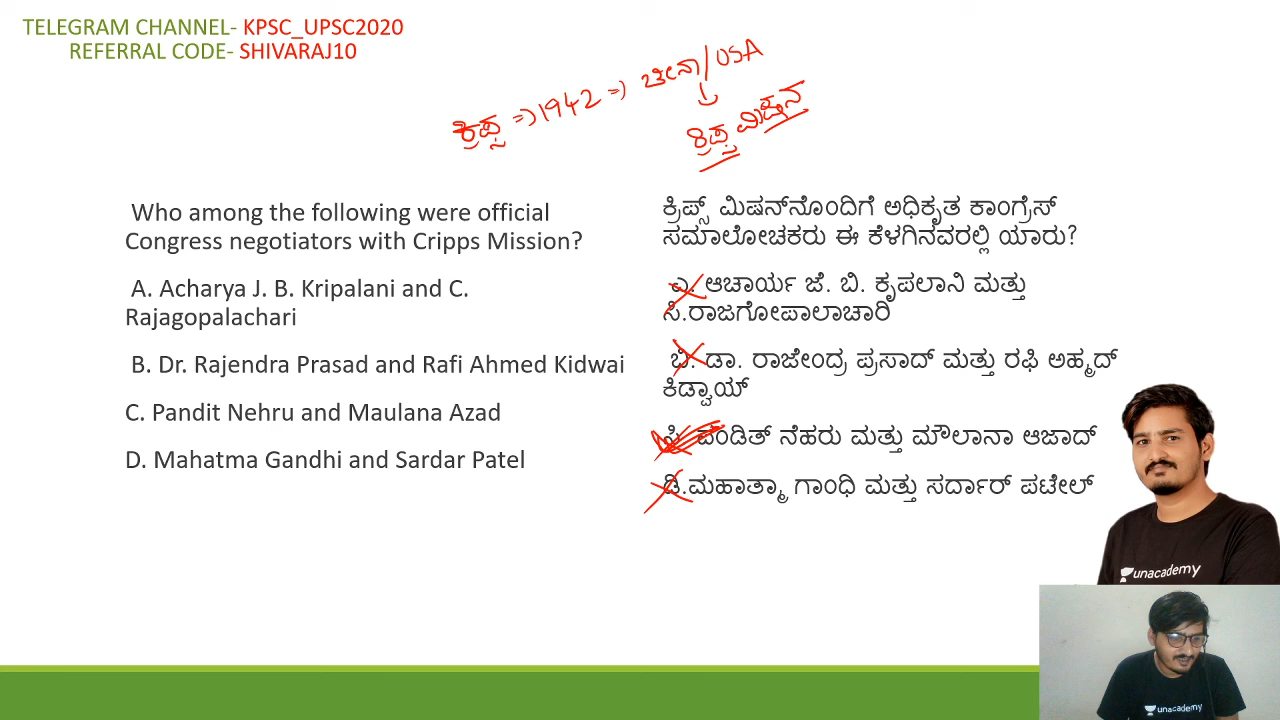 TELEGRAM CHANNEL- KPSC_UPSC2020
REFERRAL CODE- SHIVARAJ10
ಕ್ರಿಪ್ಸ => 1942 => ಚೀನಾ/USA
ಕ್ರಿಪ್ಸ ಮಿಷನ
Who among the following were official
Congress negotiators with Cripps Mission?
A. Acharya J. B. Kripalani and C.
Rajagopalachari
B. Dr. Rajendra Prasad and Rafi Ahmed Kidwai
C. Pandit Nehru and Maulana Azad
D. Mahatma Gandhi and Sardar Patel
ಕ್ರಿಪ್ಸ್ ಮಿಷನ್‌ನೊಂದಿಗೆ ಅಧಿಕೃತ ಕಾಂಗ್ರೆಸ್
ಸಮಾಲೋಚಕರು ಈ ಕೆಳಗಿನವರಲ್ಲಿ ಯಾರು?
ಎ. ಆಚಾರ್ಯ ಜೆ. ಬಿ. ಕೃಪಲಾನಿ ಮತ್ತು
ಸಿ.ರಾಜಗೋಪಾಲಾಚಾರಿ
ಬಿ. ಡಾ. ರಾಜೇಂದ್ರ ಪ್ರಸಾದ್ ಮತ್ತು ರಫಿ ಅಹ್ಮದ್
ಕಿಡ್ವಾಯ್
ಸಿ. ಪಂಡಿತ್ ನೆಹರು ಮತ್ತು ಮೌಲಾನಾ ಆಜಾದ್
ಡಿ.ಮಹಾತ್ಮಾ ಗಾಂಧಿ ಮತ್ತು ಸರ್ದಾರ್ ಪಟೇಲ್
unacademy
unacademy